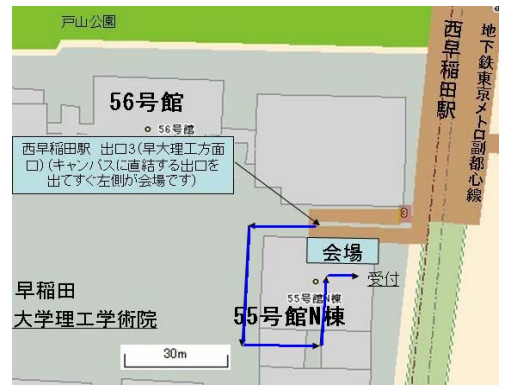 戸山公園
西早稲田駅
地下鉄東京メトロ副都心線
56号館
56号館
西早稲田駅 出口3(早大理工方面
口)(キャンパスに直結する出口を
出てすぐ左側が会場です)
3
会場
受付
55号館N棟
55号館N棟
早稲田
大学理工学術院
30m